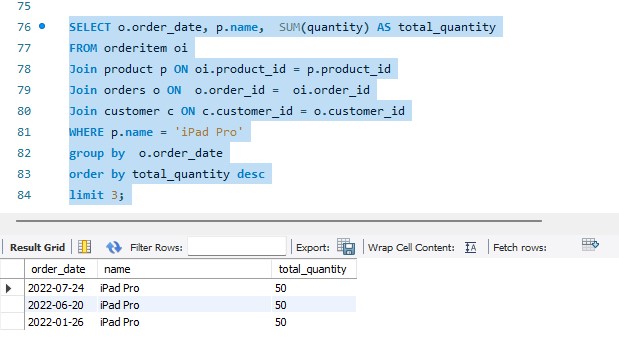 75
76 SELECT o.order_date, p.name,  SUM(quantity) AS total_quantity
77 FROM orderitem oi
78 Join product p ON oi.product_id = p.product_id
79 Join orders o ON  o.order_id =  oi.order_id
80 Join customer c ON c.customer_id = o.customer_id
81 WHERE p.name = 'iPad Pro'
82 group by  o.order_date
83 order by total_quantity desc
84 limit 3;
Result Grid Filter Rows: Export: Wrap Cell Content: IA Fetch rows:
order_date name total_quantity
2022-07-24 iPad Pro 50
2022-06-20 iPad Pro 50
2022-01-26 iPad Pro 50